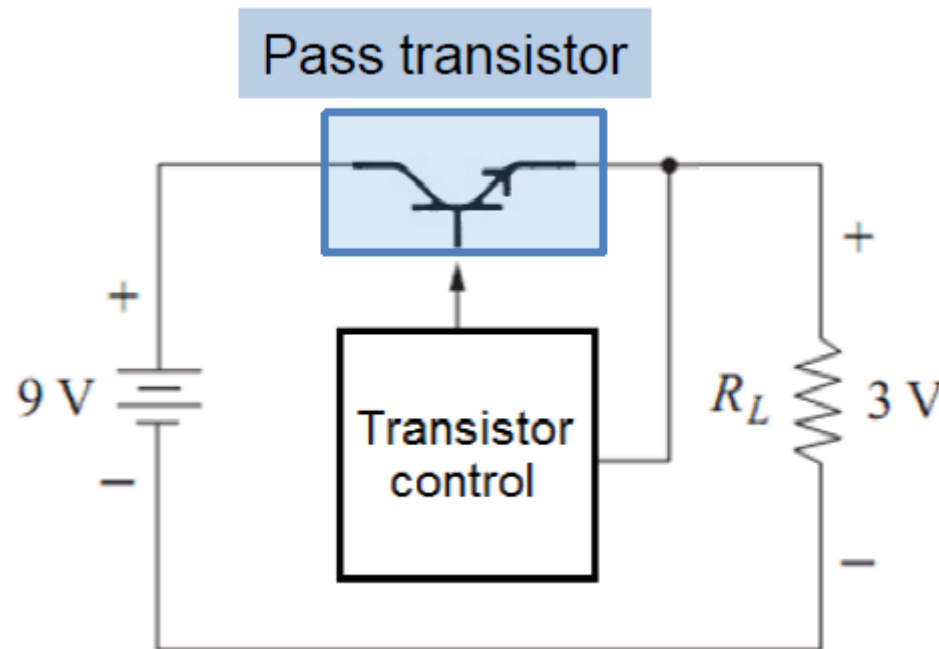 Pass transistor
+
+
9 V
R_L
3 V
Transistor
control
−
−